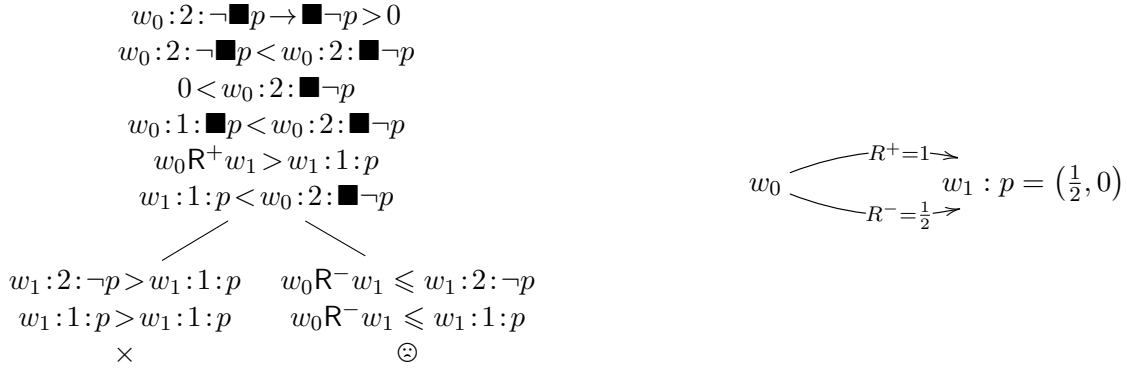 w₀:2:¬■p→■¬p>0
w₀:2:¬■p<w₀:2:■¬p
0<w₀:2:■¬p
w₀:1:■p<w₀:2:■¬p
w₀R⁺w₁>w₁:1:p
w₁:1:p<w₀:2:■¬p
w₁:2:¬p>w₁:1:p w₀R⁻w₁⩽w₁:2:¬p
w₁:1:p>w₁:1:p w₀R⁻w₁⩽w₁:1:p
× ☹
R⁺=1
w₀ w₁ : p = (½, 0)
R⁻=½